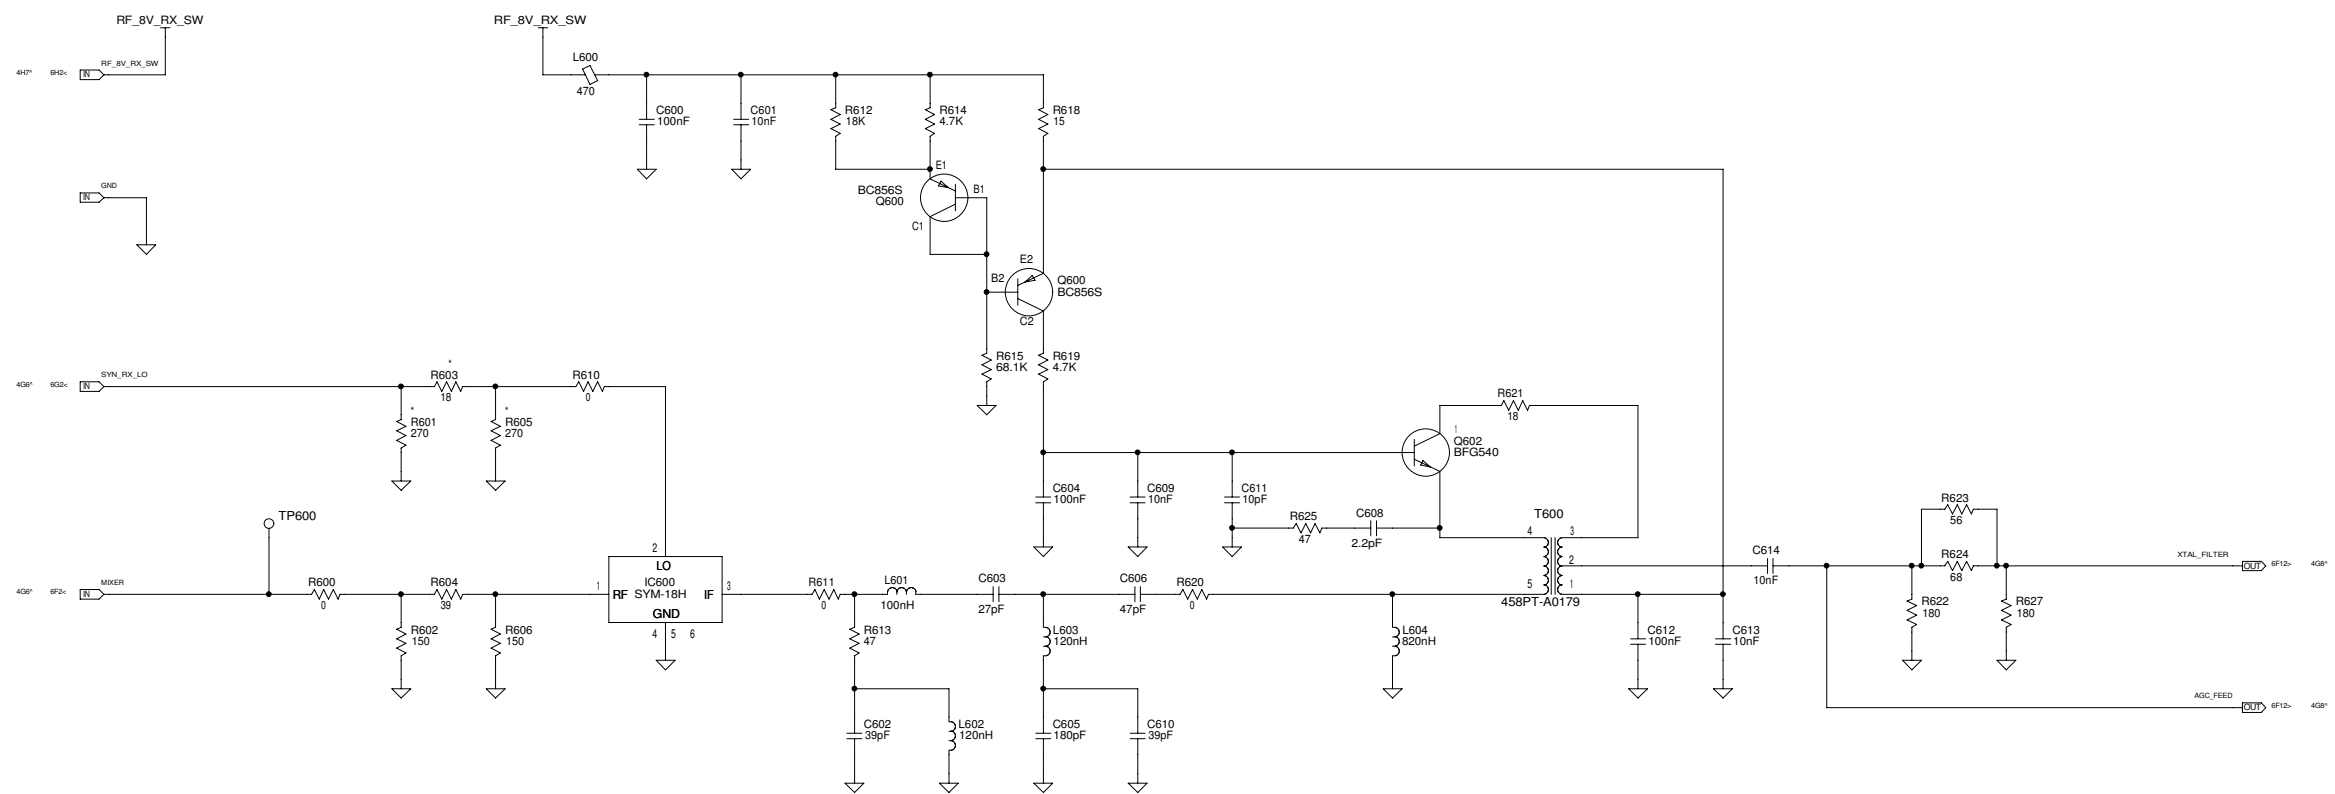 RF_8V_RX_SW
RF_8V_RX_SW
4H7^ 6H2< IN RF_8V_RX_SW
L600
470
C600
100nF
C601
10nF
R612
18K
R614
4.7K
R618
15
GND
IN
E1
BC856S
Q600
B1
C1
E2
B2
Q600
BC856S
C2
R615
68.1K
R619
4.7K
4G6^ 6G2< IN SYN_RX_LO
*
R603
18
R610
0
*
R601
270
*
R605
270
R621
18
1
Q602
BFG540
C604
100nF
C609
10nF
C611
10pF
R625
47
C608
2.2pF
T600
4
3
2
5
1
458PT-A0179
TP600
4G6^ 6F2< IN MIXER
R600
0
R604
39
R602
150
R606
150
2
LO
1
RF
IC600
SYM-18H
IF
3
GND
4 5 6
R611
0
L601
100nH
C603
27pF
C606
47pF
R620
0
R613
47
L603
120nH
L604
820nH
C612
100nF
C613
10nF
C602
39pF
L602
120nH
C605
180pF
C610
39pF
C614
10nF
R623
56
R624
68
R622
180
R627
180
XTAL_FILTER
OUT 6F12> 4G8^
AGC_FEED
OUT 6F12> 4G8^